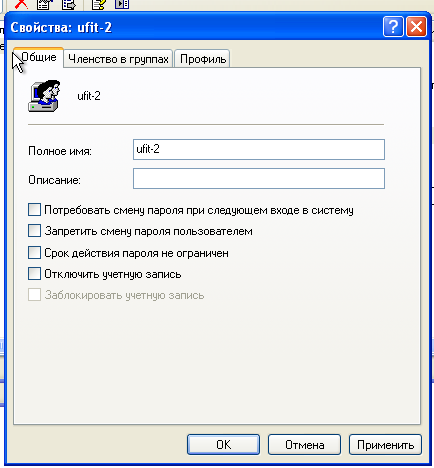 Свойства: ufit-2
Общие
Членство в группах
Профиль
ufit-2
Полное имя:
ufit-2
Описание:
Потребовать смену пароля при следующем входе в систему
Запретить смену пароля пользователем
Срок действия пароля не ограничен
Отключить учетную запись
Заблокировать учетную запись
OK
Отмена
Применить